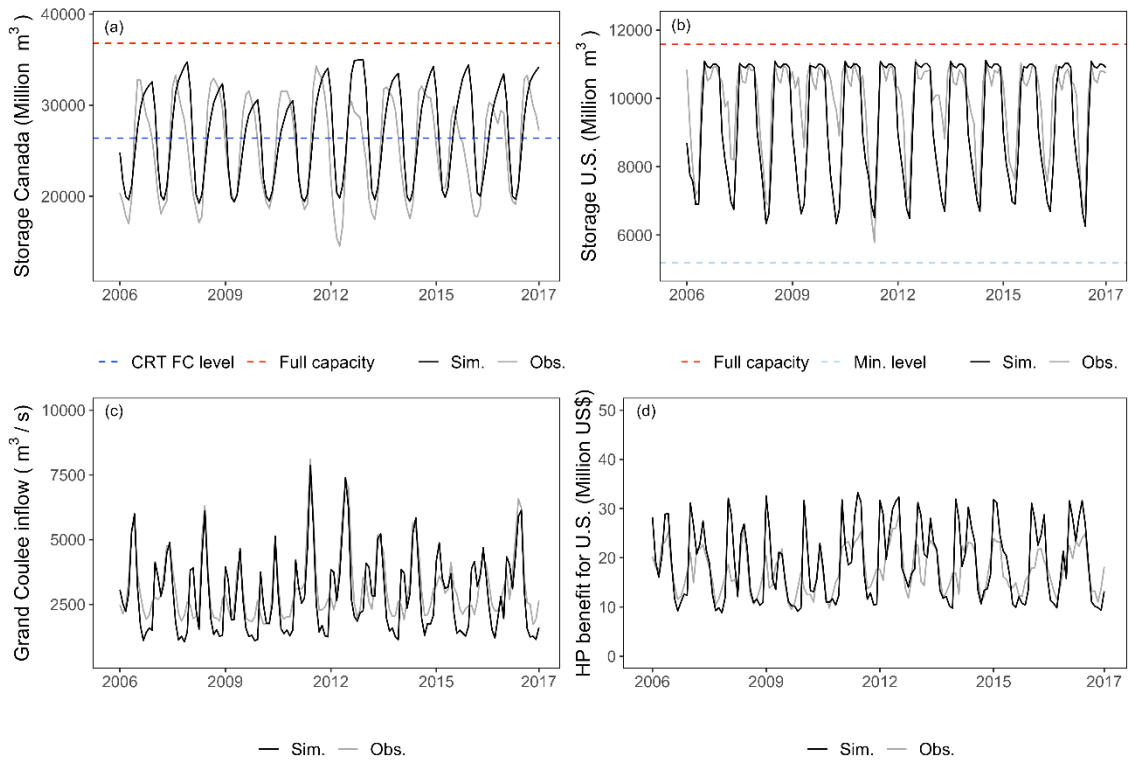 (a)
Storage Canada (Million m³)
40000
30000
20000
2006 2009 2012 2015 2017
CRT FC level Full capacity Sim. Obs.
(b)
Storage U.S. (Million m³)
12000
10000
8000
6000
2006 2009 2012 2015 2017
Full capacity Min. level Sim. Obs.
(c)
Grand Coulee inflow ( m³ / s)
10000
7500
5000
2500
2006 2009 2012 2015 2017
Sim. Obs.
(d)
HP benefit for U.S. (Million US$)
50
40
30
20
10
0
2006 2009 2012 2015 2017
Sim. Obs.